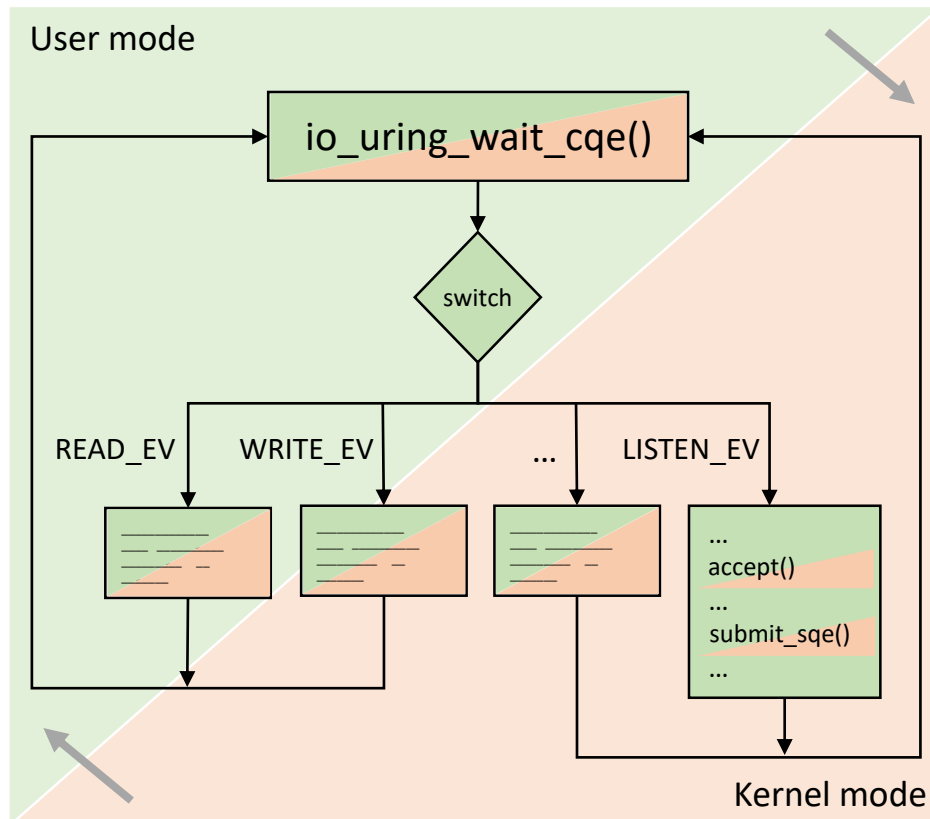 User mode
io_uring_wait_cqe()
switch
READ_EV
WRITE_EV
...
LISTEN_EV
...
accept()
...
submit_sqe()
...
Kernel mode